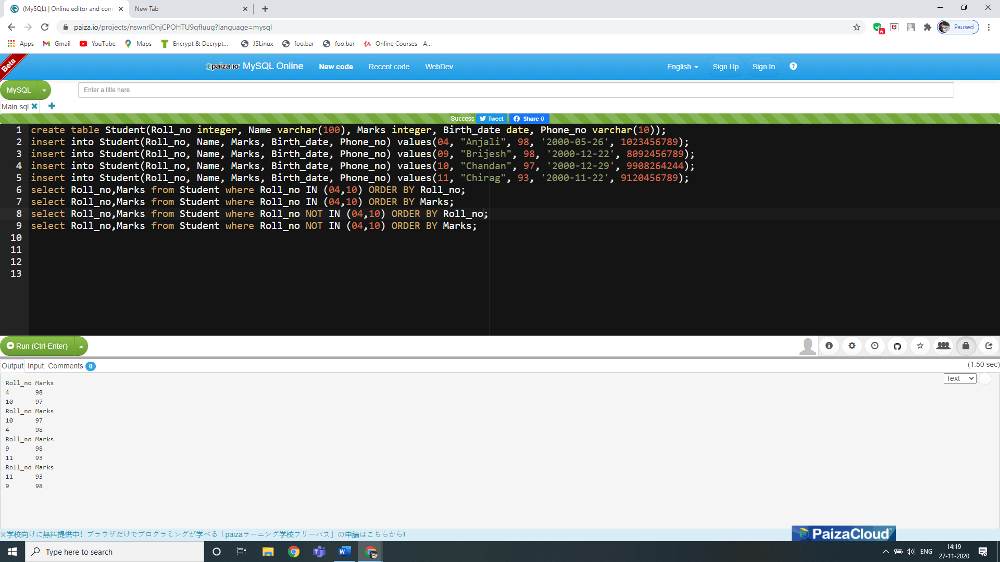 (MySQL) | Online editor and com
New Tab
paiza.io/projects/nswnrIDnjCPOHTU9qfluug?language=mysql
6
Paused
Apps
Gmail
YouTube
Maps
Encrypt & Decrypt...
JSLinux
foo.bar
foo.bar
Online Courses - A...
Beta
paiza.io MySQL Online
New code
Recent code
WebDev
English
Sign Up
Sign In
MySQL
Enter a title here
Main.sql
Success Tweet Share 0
1 create table Student(Roll_no integer, Name varchar(100), Marks integer, Birth_date date, Phone_no varchar(10));
2 insert into Student(Roll_no, Name, Marks, Birth_date, Phone_no) values(04, "Anjali", 98, '2000-05-26', 1023456789);
3 insert into Student(Roll_no, Name, Marks, Birth_date, Phone_no) values(09, "Brijesh", 98, '2000-12-22', 8092456789);
4 insert into Student(Roll_no, Name, Marks, Birth_date, Phone_no) values(10, "Chandan", 97, '2000-12-29', 9908264244);
5 insert into Student(Roll_no, Name, Marks, Birth_date, Phone_no) values(11, "Chirag", 93, '2000-11-22', 9120456789);
6 select Roll_no,Marks from Student where Roll_no IN (04,10) ORDER BY Roll_no;
7 select Roll_no,Marks from Student where Roll_no IN (04,10) ORDER BY Marks;
8 select Roll_no,Marks from Student where Roll_no NOT IN (04,10) ORDER BY Roll_no;
9 select Roll_no,Marks from Student where Roll_no NOT IN (04,10) ORDER BY Marks;
10
11
12
13
Run (Ctrl-Enter)
Output Input Comments 0
(1.50 sec)
Text
Roll_no Marks
4 98
10 97
Roll_no Marks
10 97
4 98
Roll_no Marks
9 98
11 93
Roll_no Marks
11 93
9 98
学校向けに無料提供中！ブラウザだけでプログラミングが学べる「paizaラーニング学校フリーパス」の申請はこちらから!
PaizaCloud
Type here to search
ENG
14:19
27-11-2020